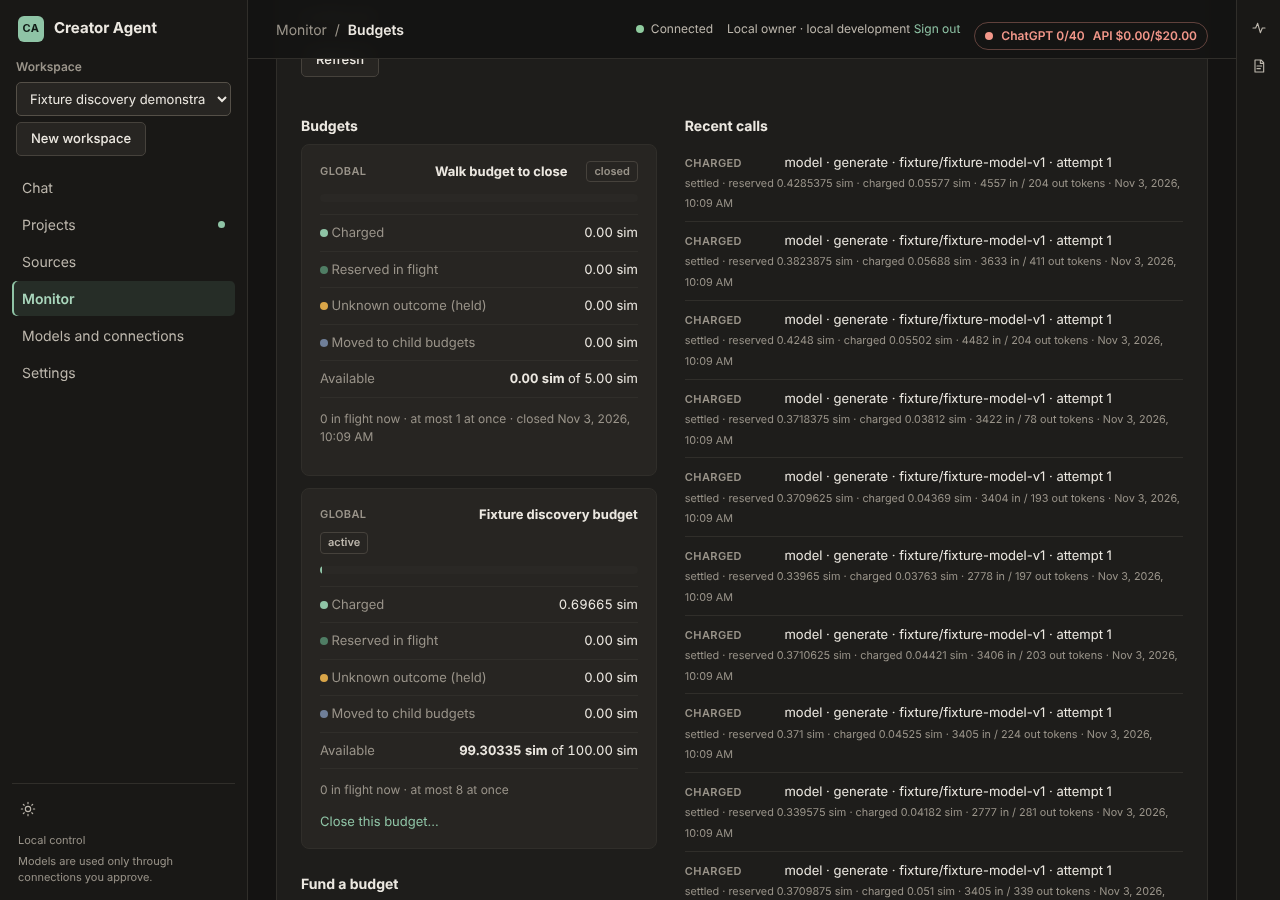 CA
Creator Agent
Workspace
Fixture discovery demonstra
New workspace
Chat
Projects
Sources
Monitor
Models and connections
Settings
Local control
Models are used only through
connections you approve.
Monitor / Budgets
Connected
Local owner · local development Sign out
ChatGPT 0/40 API $0.00/$20.00
Refresh
Budgets
GLOBAL
Walk budget to close
closed
Charged
0.00 sim
Reserved in flight
0.00 sim
Unknown outcome (held)
0.00 sim
Moved to child budgets
0.00 sim
Available
0.00 sim of 5.00 sim
0 in flight now · at most 1 at once · closed Nov 3, 2026,
10:09 AM
GLOBAL
Fixture discovery budget
active
Charged
0.69665 sim
Reserved in flight
0.00 sim
Unknown outcome (held)
0.00 sim
Moved to child budgets
0.00 sim
Available
99.30335 sim of 100.00 sim
0 in flight now · at most 8 at once
Close this budget...
Fund a budget
Recent calls
CHARGED
model · generate · fixture/fixture-model-v1 · attempt 1
settled · reserved 0.4285375 sim · charged 0.05577 sim · 4557 in / 204 out tokens · Nov 3, 2026,
10:09 AM
CHARGED
model · generate · fixture/fixture-model-v1 · attempt 1
settled · reserved 0.3823875 sim · charged 0.05688 sim · 3633 in / 411 out tokens · Nov 3, 2026,
10:09 AM
CHARGED
model · generate · fixture/fixture-model-v1 · attempt 1
settled · reserved 0.4248 sim · charged 0.05502 sim · 4482 in / 204 out tokens · Nov 3, 2026,
10:09 AM
CHARGED
model · generate · fixture/fixture-model-v1 · attempt 1
settled · reserved 0.3718375 sim · charged 0.03812 sim · 3422 in / 78 out tokens · Nov 3, 2026,
10:09 AM
CHARGED
model · generate · fixture/fixture-model-v1 · attempt 1
settled · reserved 0.3709625 sim · charged 0.04369 sim · 3404 in / 193 out tokens · Nov 3, 2026,
10:09 AM
CHARGED
model · generate · fixture/fixture-model-v1 · attempt 1
settled · reserved 0.33965 sim · charged 0.03763 sim · 2778 in / 197 out tokens · Nov 3, 2026,
10:09 AM
CHARGED
model · generate · fixture/fixture-model-v1 · attempt 1
settled · reserved 0.3710625 sim · charged 0.04421 sim · 3406 in / 203 out tokens · Nov 3, 2026,
10:09 AM
CHARGED
model · generate · fixture/fixture-model-v1 · attempt 1
settled · reserved 0.371 sim · charged 0.04525 sim · 3405 in / 224 out tokens · Nov 3, 2026,
10:09 AM
CHARGED
model · generate · fixture/fixture-model-v1 · attempt 1
settled · reserved 0.339575 sim · charged 0.04182 sim · 2777 in / 281 out tokens · Nov 3, 2026,
10:09 AM
CHARGED
model · generate · fixture/fixture-model-v1 · attempt 1
settled · reserved 0.3709875 sim · charged 0.051 sim · 3405 in / 339 out tokens · Nov 3, 2026,